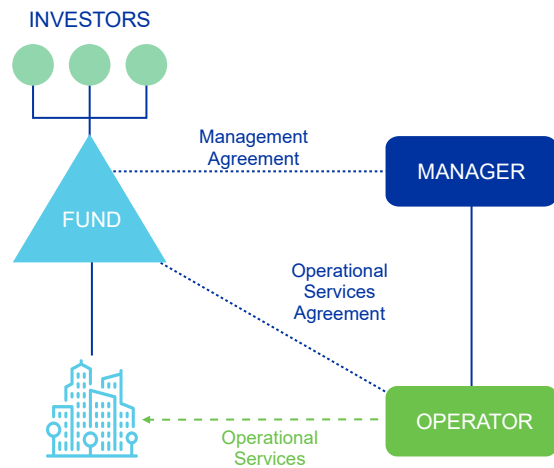 INVESTORS
Management
Agreement
MANAGER
FUND
Operational
Services
Agreement
OPERATOR
Operational
Services